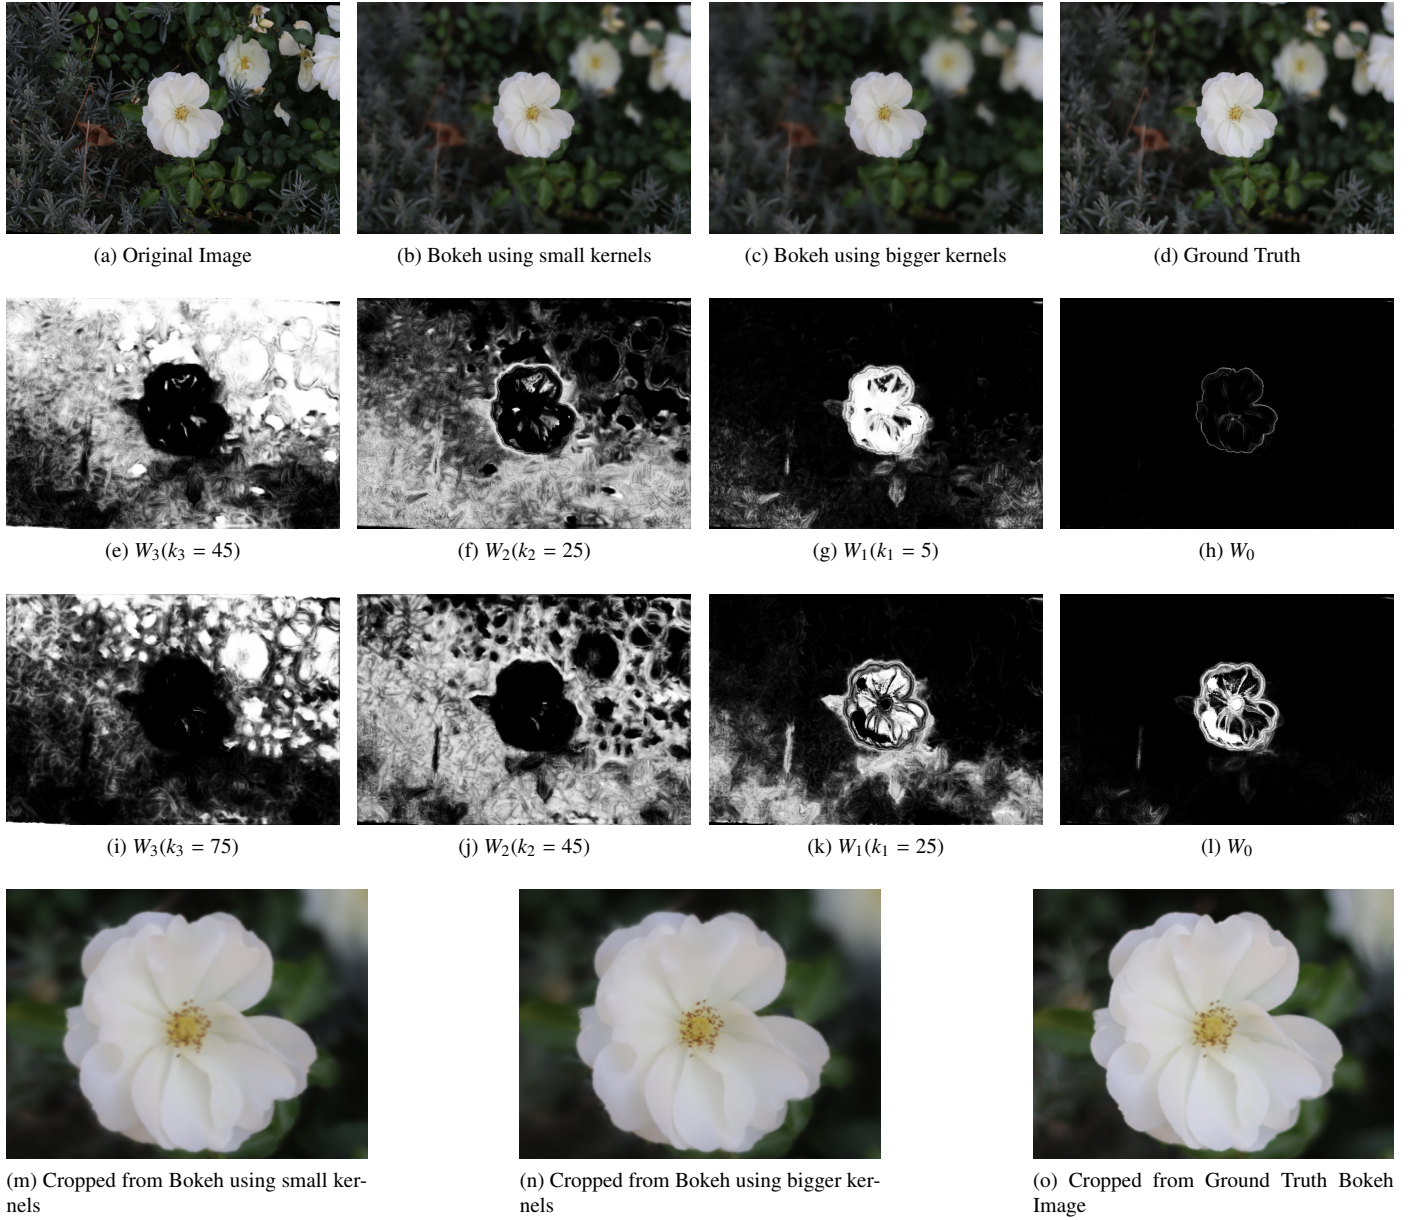 (a) Original Image
(b) Bokeh using small kernels
(c) Bokeh using bigger kernels
(d) Ground Truth
(e) W₃(k₃ = 45)
(f) W₂(k₂ = 25)
(g) W₁(k₁ = 5)
(h) W₀
(i) W₃(k₃ = 75)
(j) W₂(k₂ = 45)
(k) W₁(k₁ = 25)
(l) W₀
(m) Cropped from Bokeh using small ker-
nels
(n) Cropped from Bokeh using bigger ker-
nels
(o) Cropped from Ground Truth Bokeh
Image